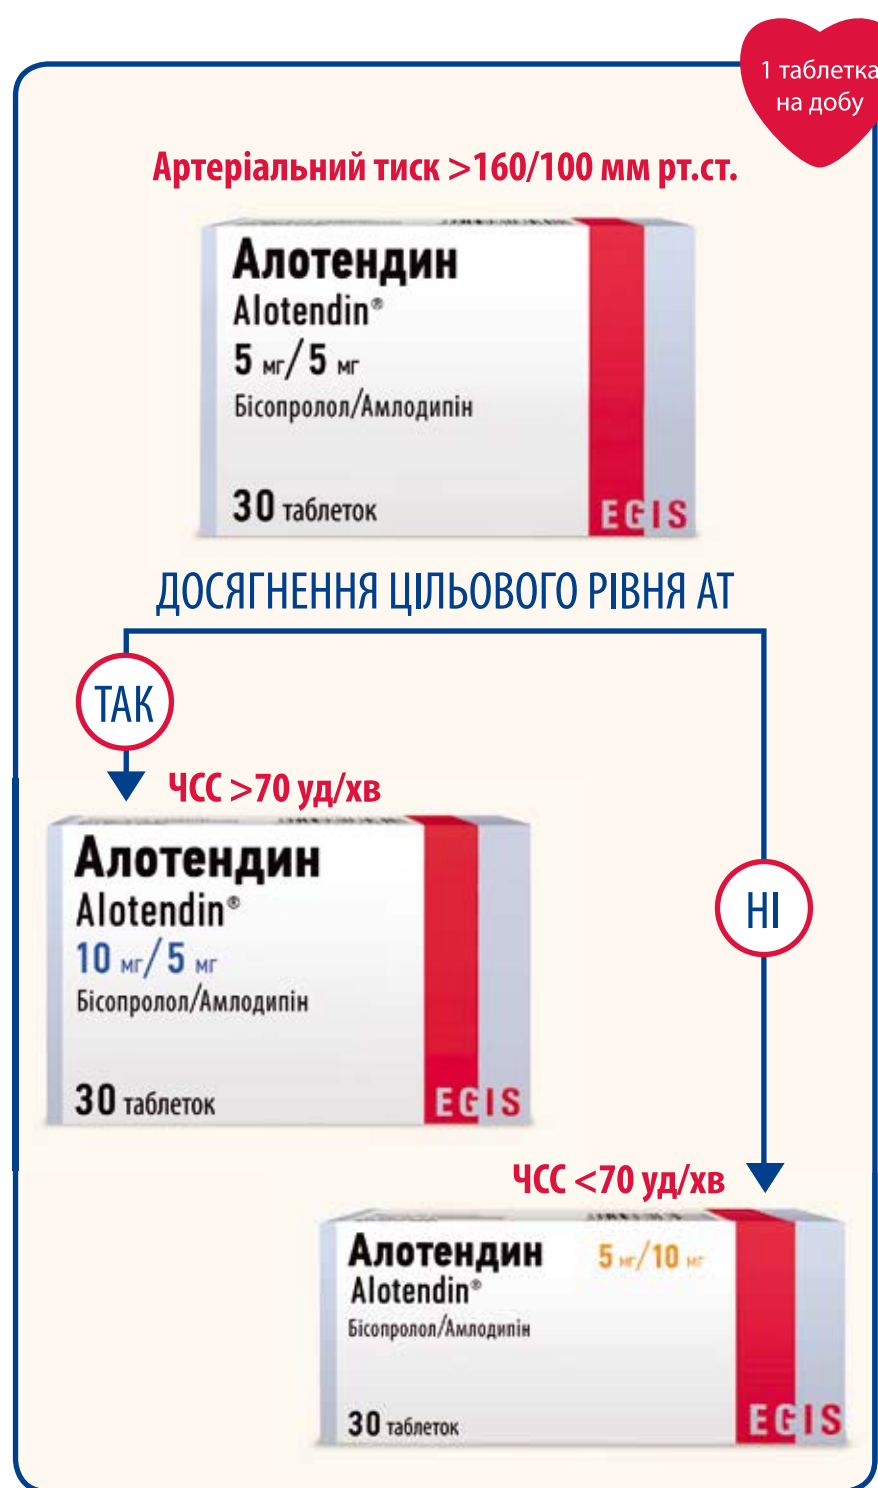 1 таблетка
на добу
Артеріальний тиск >160/100 мм рт.ст.
Алотендин
Alotendin®
5 мг/5 мг
Бісопролол/Амлодипін
30 таблеток
EGIS
ДОСЯГНЕННЯ ЦІЛЬОВОГО РІВНЯ АТ
ТАК
ЧСС >70 уд/хв
Алотендин
Alotendin®
10 мг/5 мг
Бісопролол/Амлодипін
30 таблеток
EGIS
НІ
ЧСС <70 уд/хв
Алотендин 5 мг/10 мг
Alotendin®
Бісопролол/Амлодипін
30 таблеток
EGIS